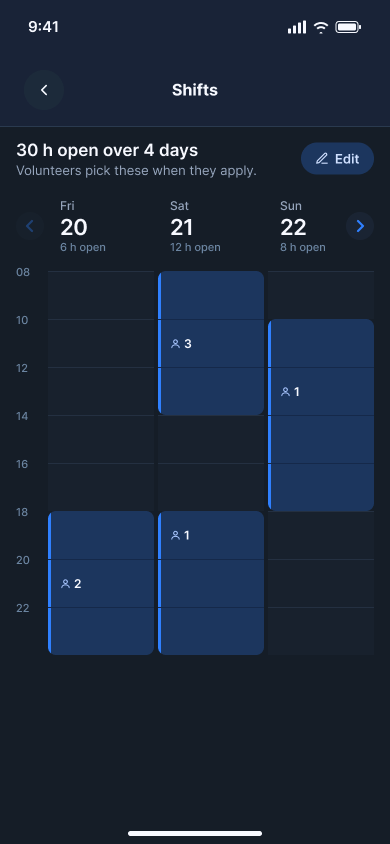 9:41
Shifts
30 h open over 4 days
Volunteers pick these when they apply.
Edit
Fri
20
6 h open
Sat
21
12 h open
Sun
22
8 h open
08
10
12
14
16
18
20
22
3
1
1
2